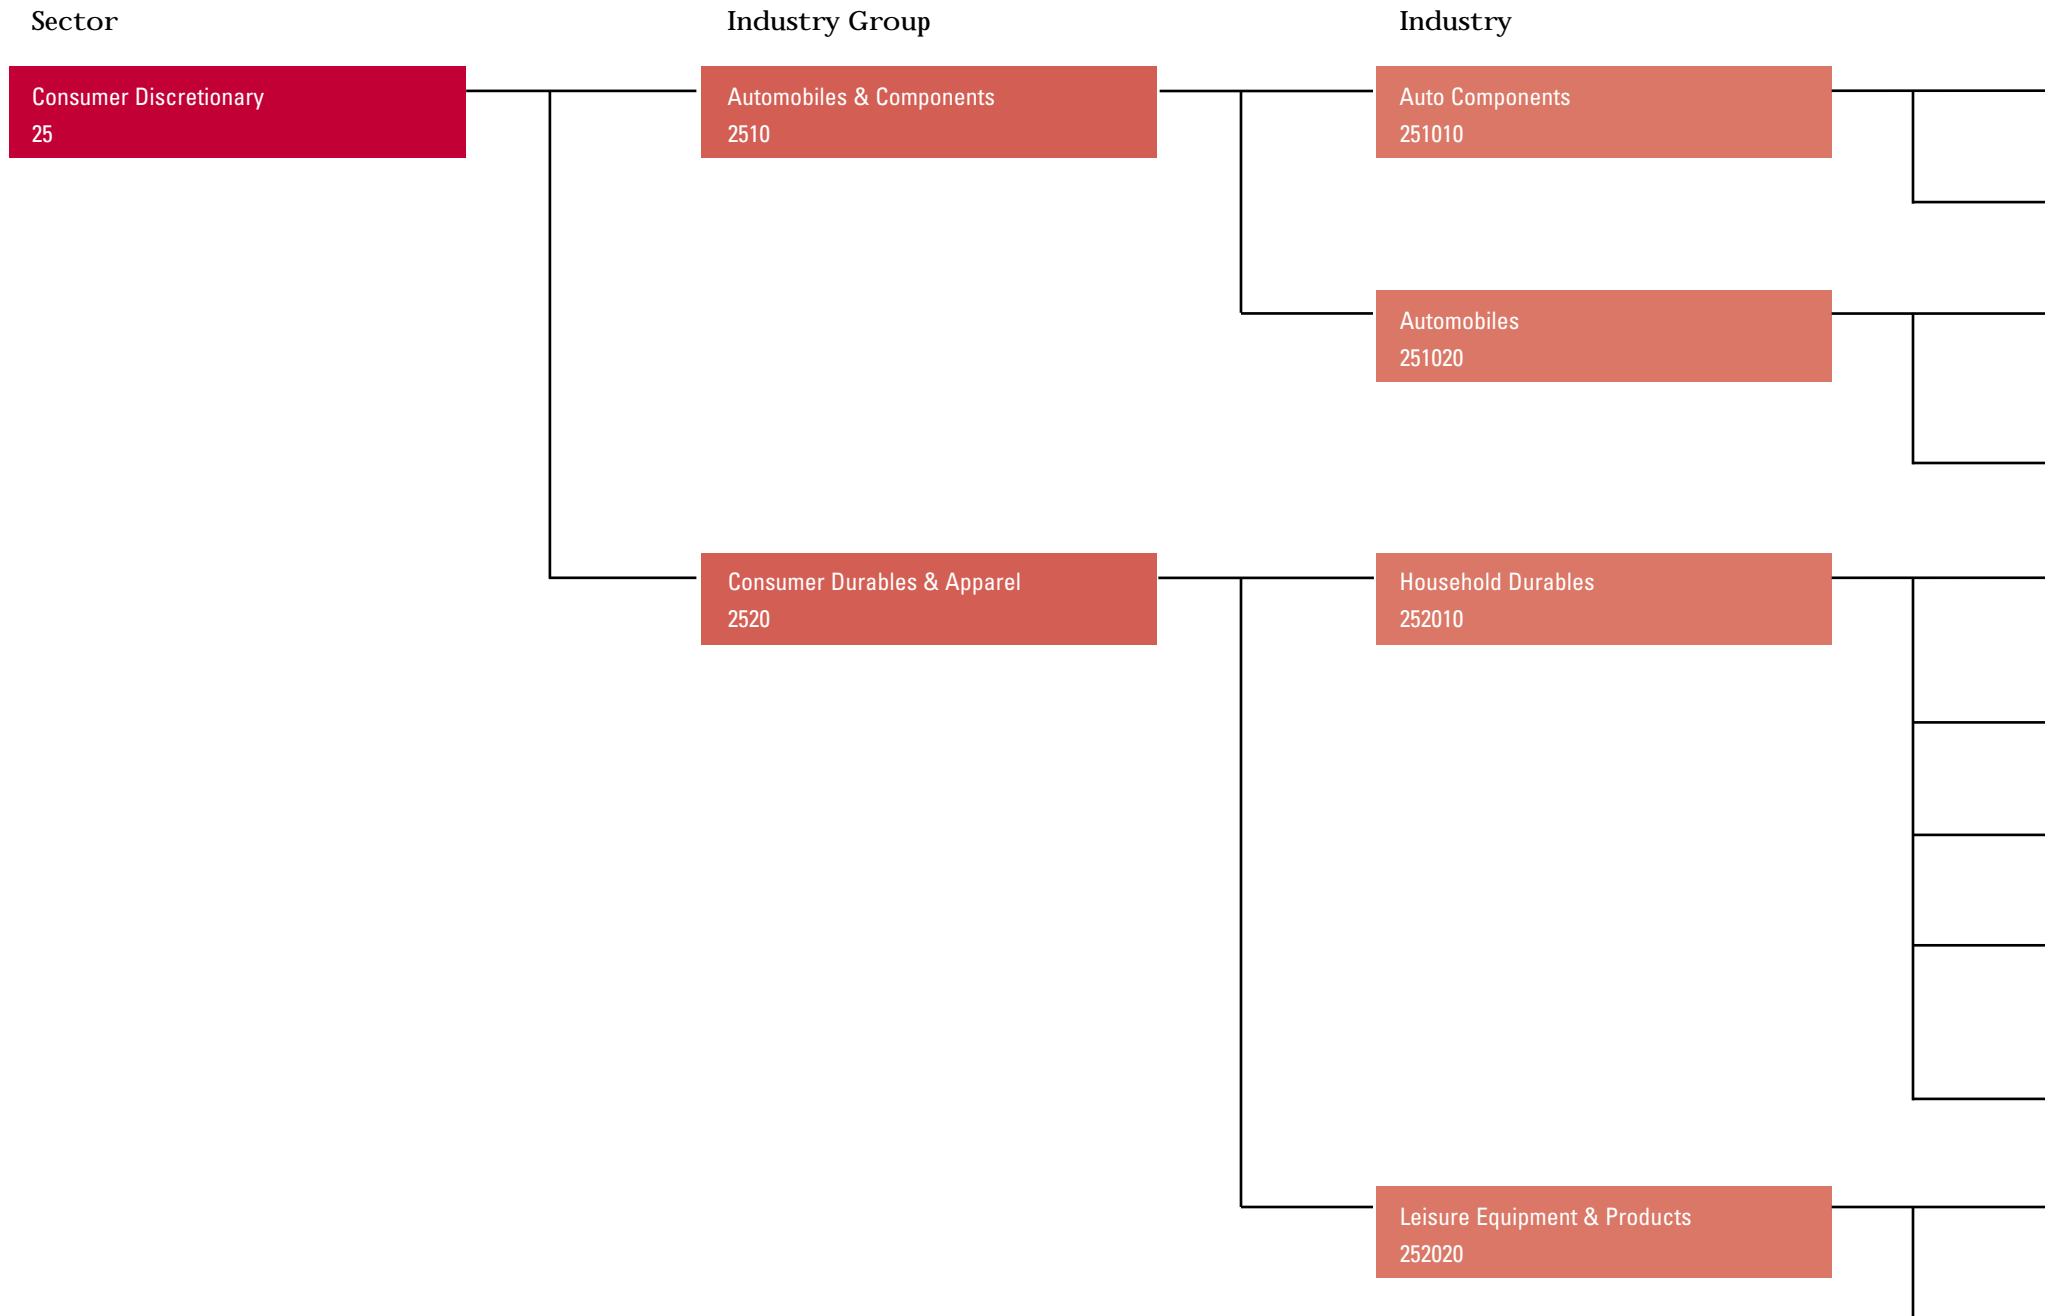 Sector
Industry Group
Industry
Consumer Discretionary
25
Automobiles & Components
2510
Auto Components
251010
Automobiles
251020
Consumer Durables & Apparel
2520
Household Durables
252010
Leisure Equipment & Products
252020